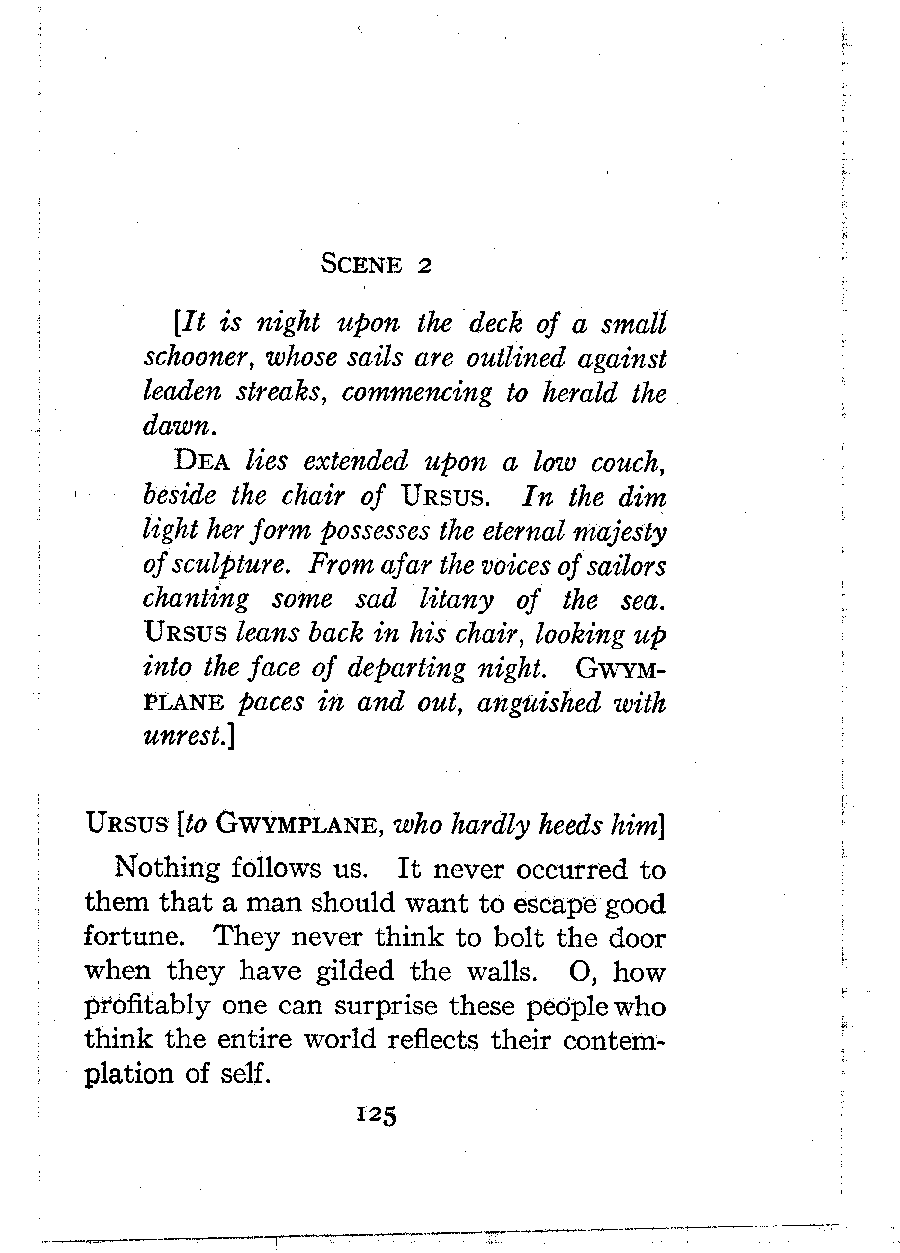 SCENE 2
[It is night upon the deck of a small
schooner, whose sails are outlined against
leaden streaks, commencing to herald the
dawn.
DEA lies extended upon a low couch,
beside the chair of URSUS. In the dim
light her form possesses the eternal majesty
of sculpture. From afar the voices of sailors
chanting some sad litany of the sea.
URSUS leans back in his chair, looking up
into the face of departing night. GWYM-
PLANE paces in and out, anguished with
unrest.]
URSUS [to GWYMPLANE, who hardly heeds him]
Nothing follows us. It never occurred to
them that a man should want to escape good
fortune. They never think to bolt the door
when they have gilded the walls. O, how
profitably one can surprise these people who
think the entire world reflects their contem-
plation of self.
125